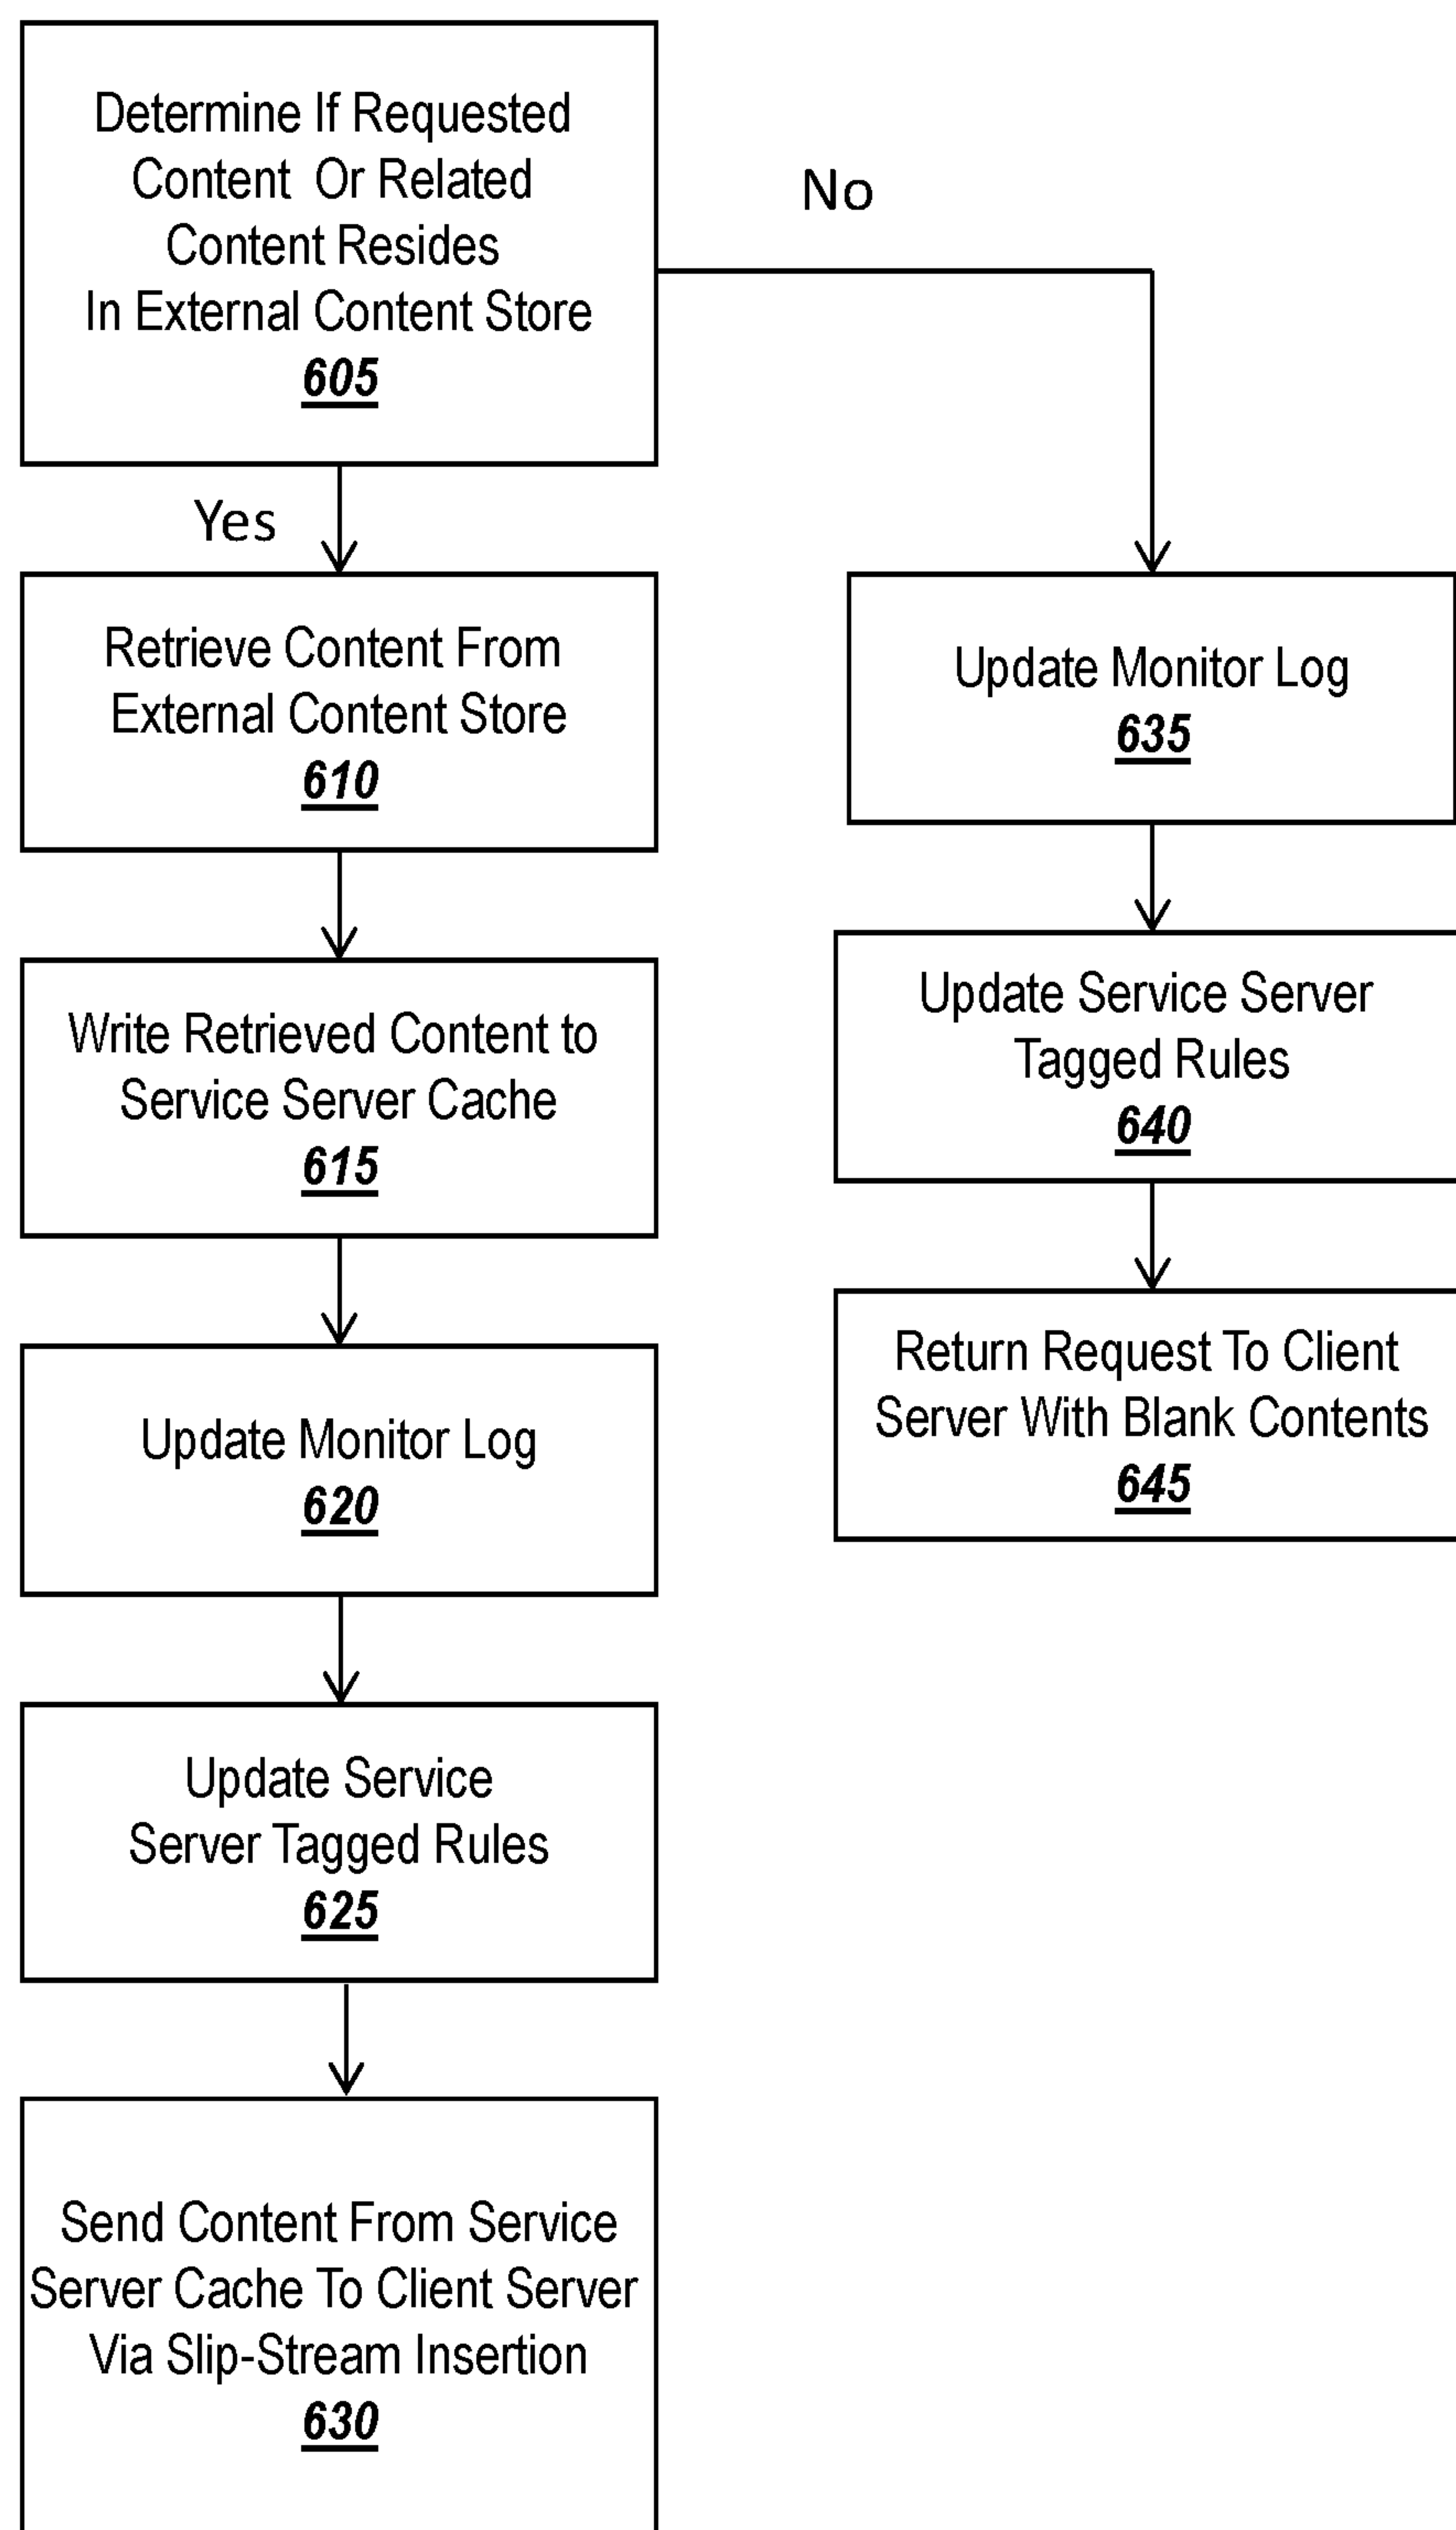 Determine If Requested
Content Or Related
Content Resides
In External Content Store
605
No
Yes
Retrieve Content From
External Content Store
610
Write Retrieved Content to
Service Server Cache
615
Update Monitor Log
620
Update Service
Server Tagged Rules
625
Send Content From Service
Server Cache To Client Server
Via Slip-Stream Insertion
630
Update Monitor Log
635
Update Service Server
Tagged Rules
640
Return Request To Client
Server With Blank Contents
645